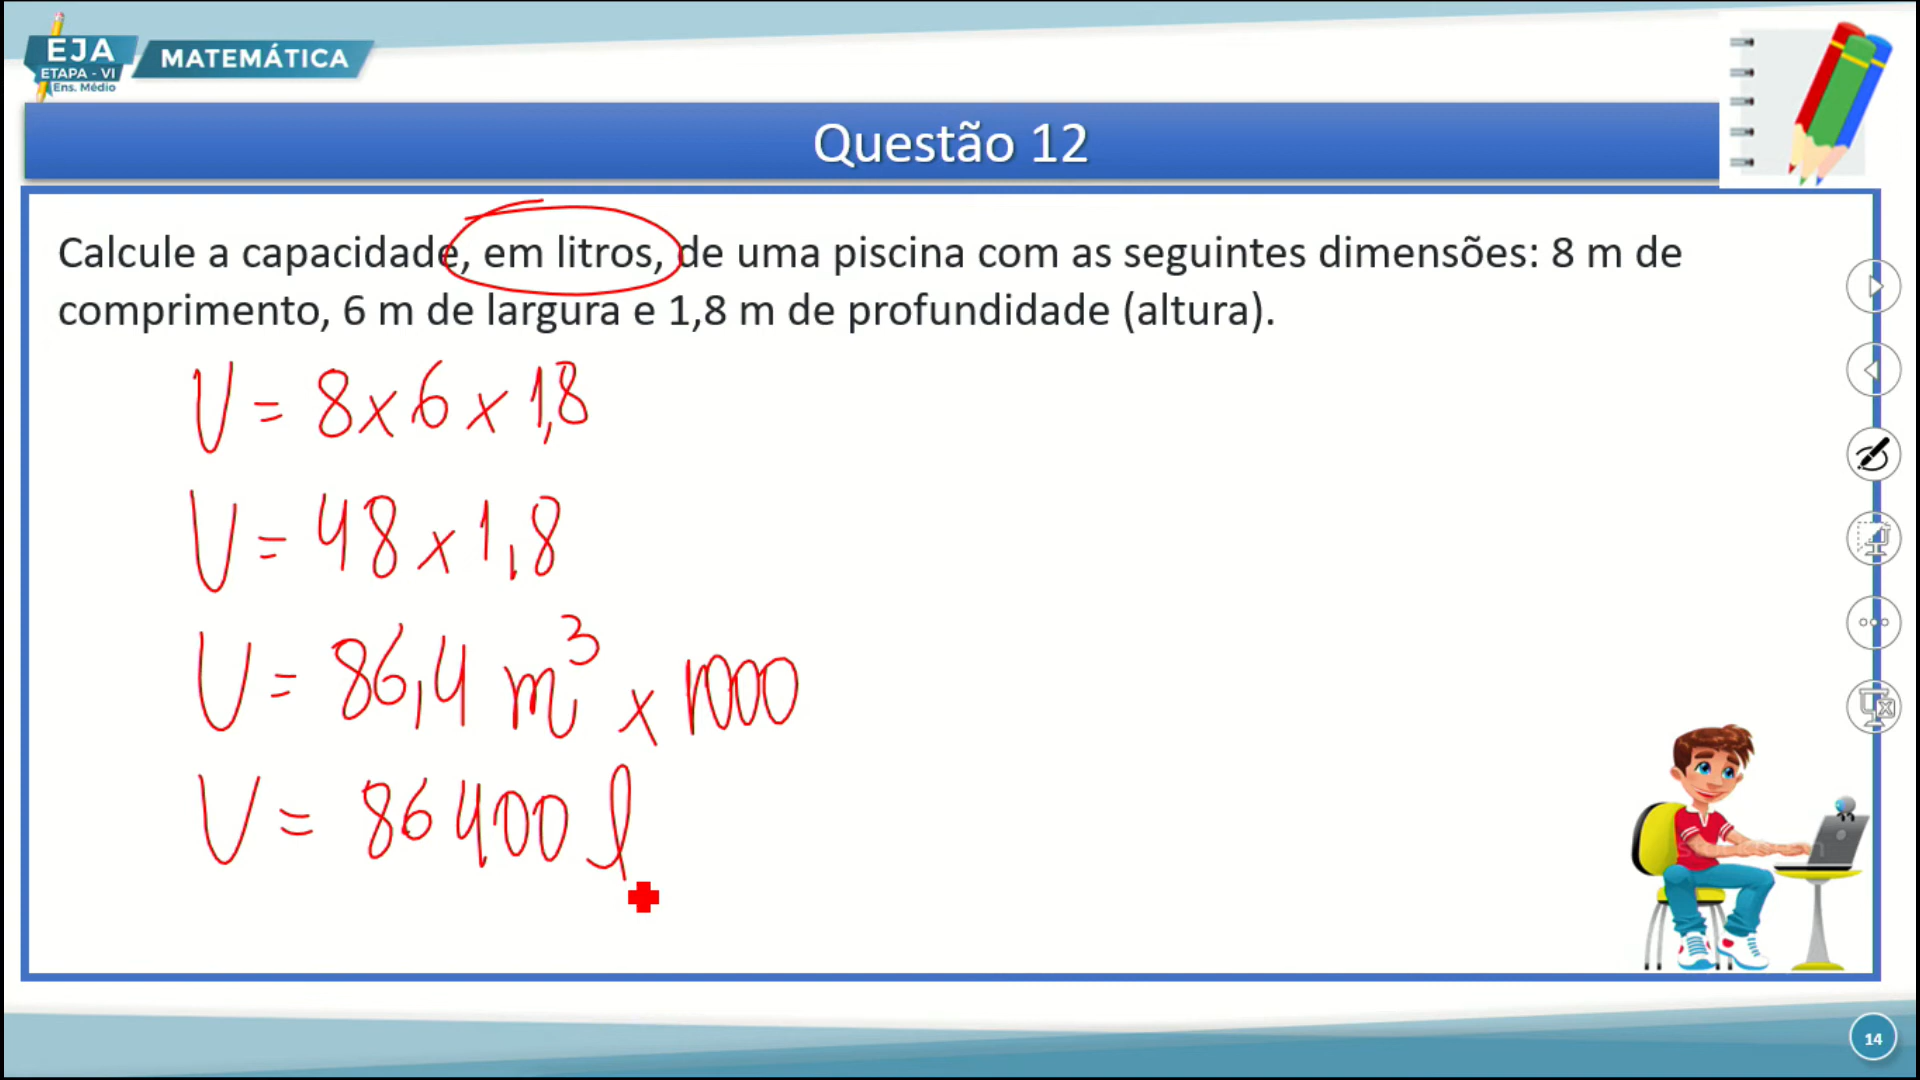 EJA
ETAPA - VI
Ens. Médio
MATEMÁTICA
Questão 12
Calcule a capacidade, em litros, de uma piscina com as seguintes dimensões: 8 m de
comprimento, 6 m de largura e 1,8 m de profundidade (altura).
V = 8 x 6 x 1,8
V = 48 x 1,8
V = 86,4 m³ x 1000
V = 86400 l
14